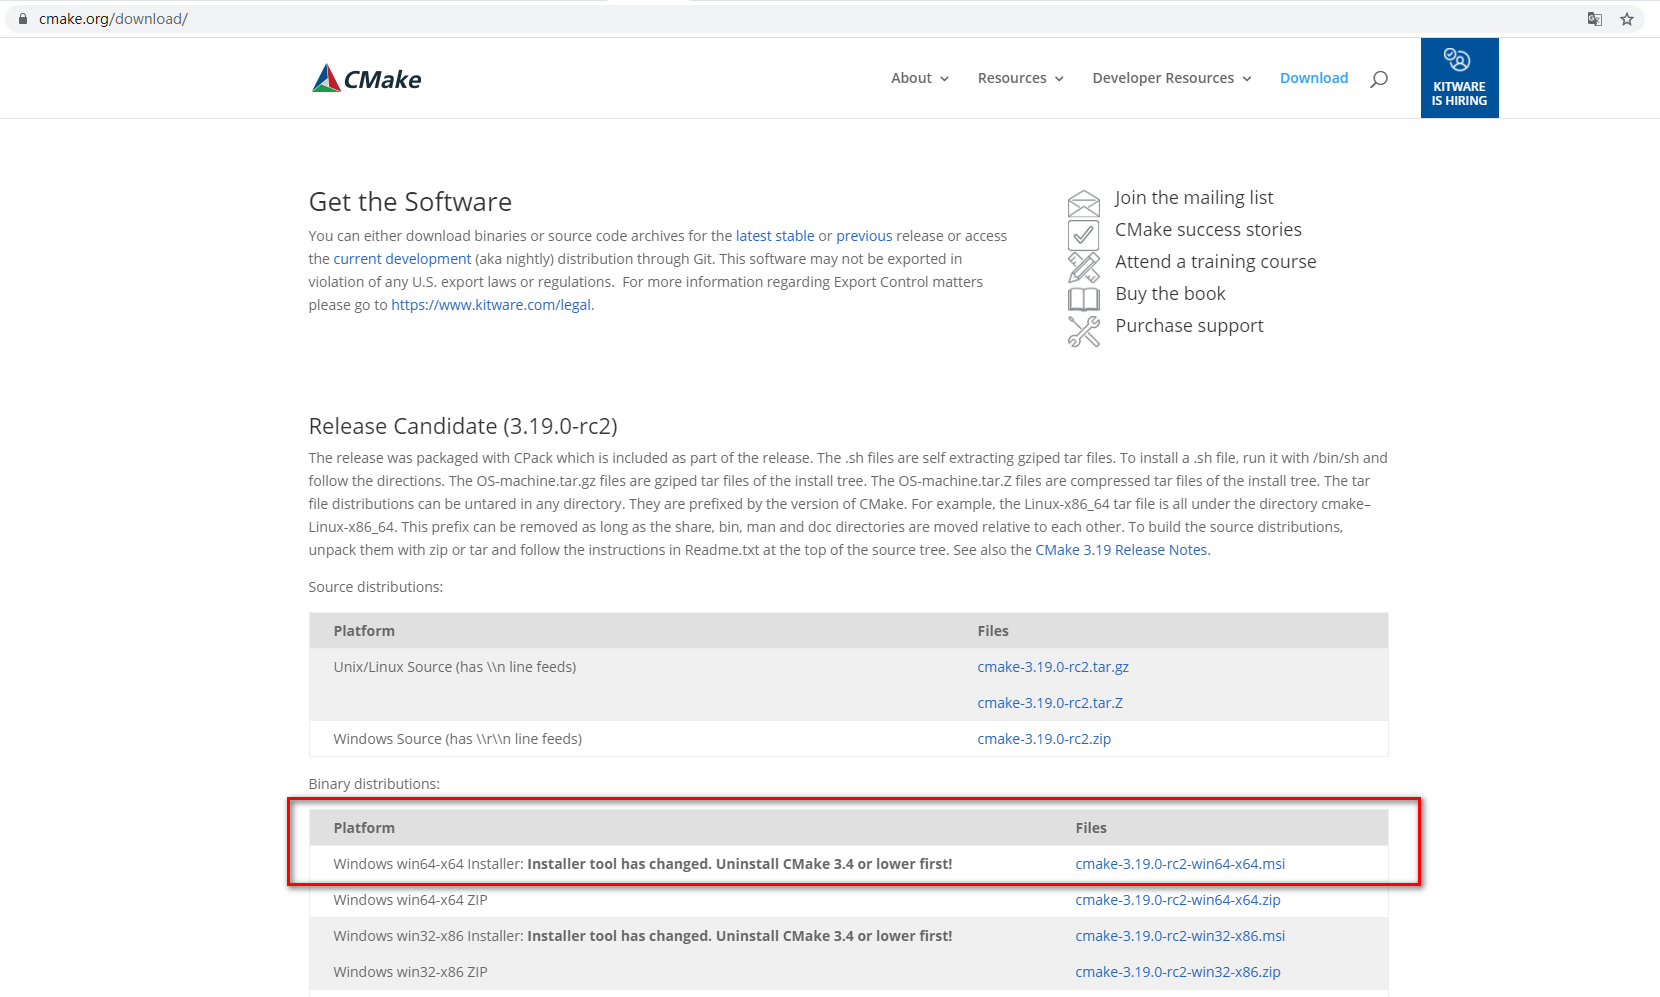 cmake.org/download/
CMake
About
Resources
Developer Resources
Download
KITWARE
IS HIRING
Get the Software
You can either download binaries or source code archives for the latest stable or previous release or access
the current development (aka nightly) distribution through Git. This software may not be exported in
violation of any U.S. export laws or regulations.  For more information regarding Export Control matters
please go to https://www.kitware.com/legal.
Join the mailing list
CMake success stories
Attend a training course
Buy the book
Purchase support
Release Candidate (3.19.0-rc2)
The release was packaged with CPack which is included as part of the release. The .sh files are self extracting gziped tar files. To install a .sh file, run it with /bin/sh and
follow the directions. The OS-machine.tar.gz files are gziped tar files of the install tree. The OS-machine.tar.Z files are compressed tar files of the install tree. The tar
file distributions can be untared in any directory. They are prefixed by the version of CMake. For example, the Linux-x86_64 tar file is all under the directory cmake–
Linux-x86_64. This prefix can be removed as long as the share, bin, man and doc directories are moved relative to each other. To build the source distributions,
unpack them with zip or tar and follow the instructions in Readme.txt at the top of the source tree. See also the CMake 3.19 Release Notes.
Source distributions:
Platform Files
Unix/Linux Source (has \\n line feeds) cmake-3.19.0-rc2.tar.gz
cmake-3.19.0-rc2.tar.Z
Windows Source (has \\r\\n line feeds) cmake-3.19.0-rc2.zip
Binary distributions:
Platform Files
Windows win64-x64 Installer: Installer tool has changed. Uninstall CMake 3.4 or lower first! cmake-3.19.0-rc2-win64-x64.msi
Windows win64-x64 ZIP cmake-3.19.0-rc2-win64-x64.zip
Windows win32-x86 Installer: Installer tool has changed. Uninstall CMake 3.4 or lower first! cmake-3.19.0-rc2-win32-x86.msi
Windows win32-x86 ZIP cmake-3.19.0-rc2-win32-x86.zip